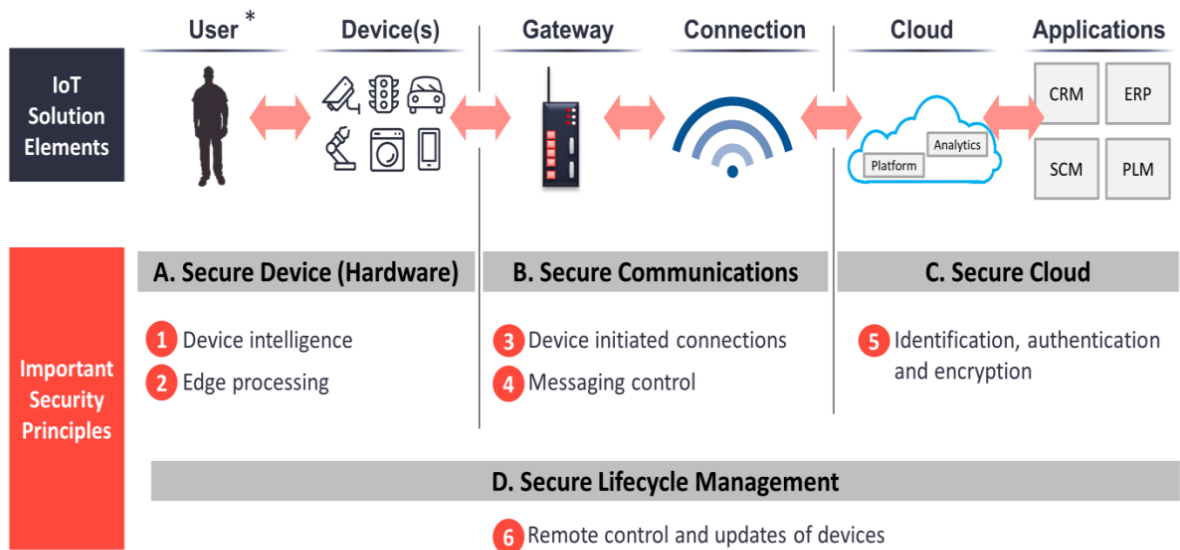 User * Device(s) Gateway Connection Cloud Applications
IoT
Solution
Elements
CRM ERP
Analytics
Platform
SCM PLM
Important
Security
Principles
A. Secure Device (Hardware)
1 Device intelligence
2 Edge processing
B. Secure Communications
3 Device initiated connections
4 Messaging control
C. Secure Cloud
5 Identification, authentication
and encryption
D. Secure Lifecycle Management
6 Remote control and updates of devices